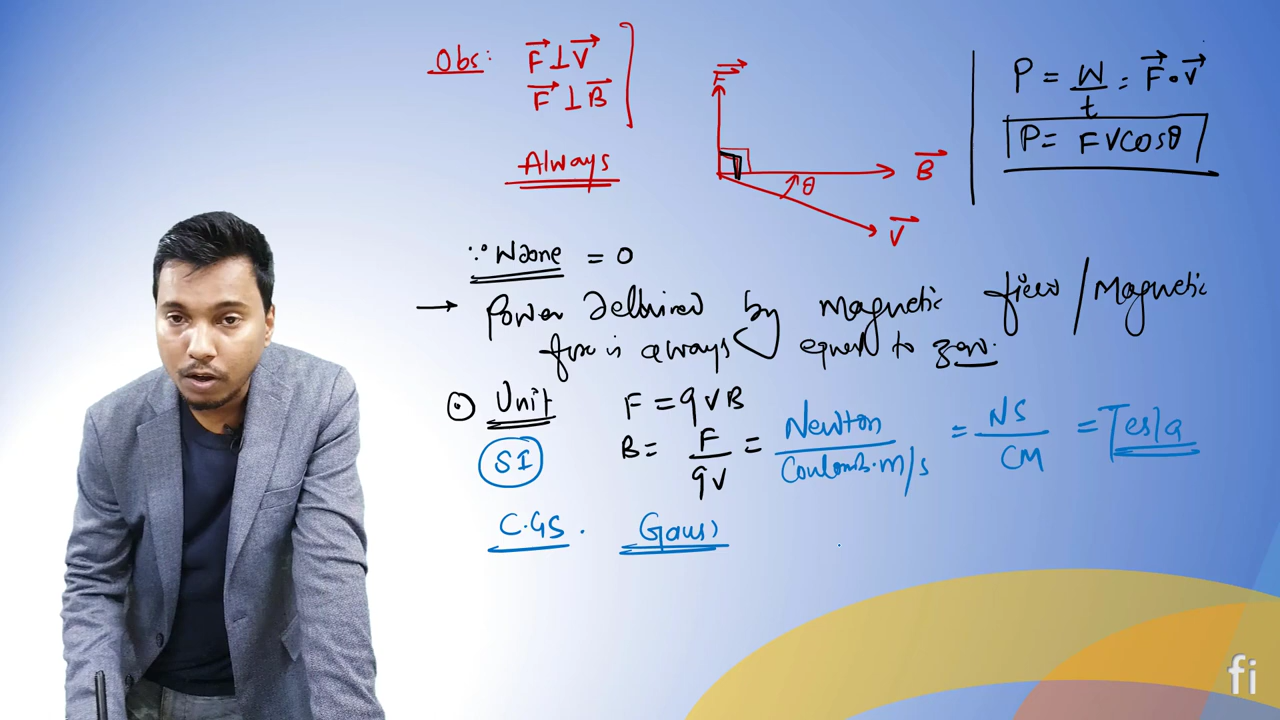 Obs: F ⊥ V
F ⊥ B
Always
F
B
θ
V
P = W/t = F • V
P = FVCosθ
∵ Wdone = 0
→ Power delivered by Magnetic field / Magnetic
force is always equal to zero.
⊙ Unit F = qVB
SI B = F/qV = Newton/Coulomb.m/s = NS/CM = Tesla
C.GS. Gauss
fi